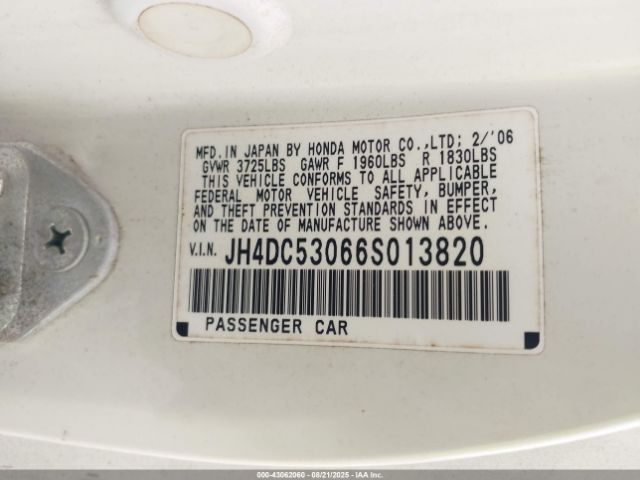 MFD.IN JAPAN BY HONDA MOTOR CO.,LTD; 2/'06
GVWR 3725LBS GAWR F 1960LBS R 1830LBS
THIS VEHICLE CONFORMS TO ALL APPLICABLE
FEDERAL MOTOR VEHICLE SAFETY, BUMPER,
AND THEFT PREVENTION STANDARDS IN EFFECT
ON THE DATE OF MANUFACTURE SHOWN ABOVE.
V.I.N. JH4DC53066S013820
PASSENGER CAR
000-43062060 - 08/21/2025 - IAA Inc.